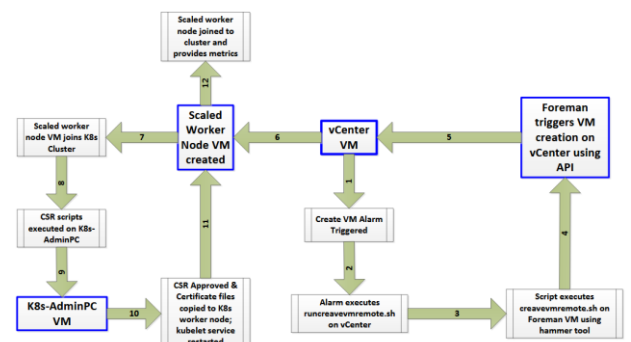 Scaled worker
node joined to
cluster and
provides metrics
12
Scaled worker
node VM joins K8s
Cluster
7
Scaled
Worker
Node VM
created
6
vCenter
VM
5
Foreman
triggers VM
creation on
vCenter using
API
8
CSR scripts
executed on K8s-
AdminPC
9
K8s-AdminPC
VM
10
CSR Approved &
Certificate files
copied to K8s
worker node;
kubelet service
restarted
11
1
Create VM Alarm
Triggered
2
Alarm executes
runcreavevmremote.sh
on vCenter
3
Script executes
creavevmremote.sh on
Foreman VM using
hammer tool
4